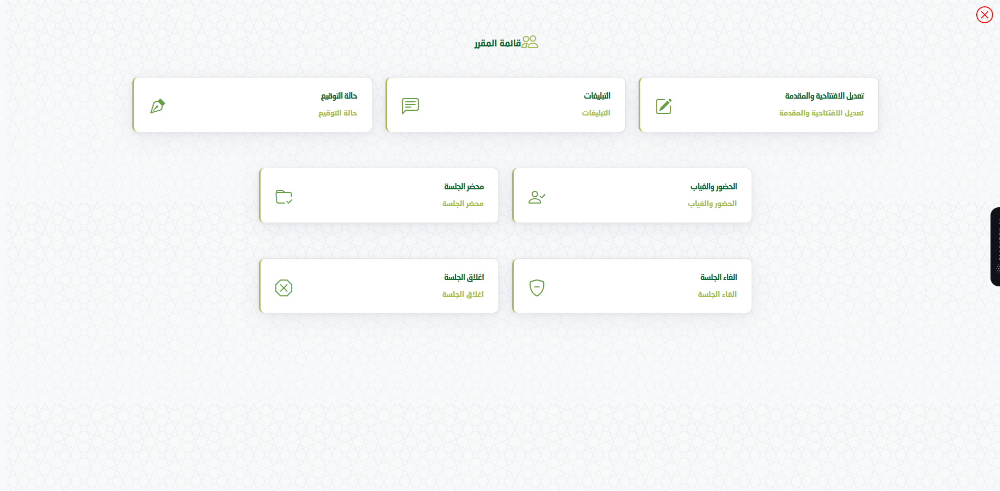 قائمة المقرر
تعديل الافتتاحية والمقدمة
تعديل الافتتاحية والمقدمة
التبليغات
التبليغات
حالة التوقيع
حالة التوقيع
الحضور والغياب
الحضور والغياب
محضر الجلسة
محضر الجلسة
الغاء الجلسة
الغاء الجلسة
اغلاق الجلسة
اغلاق الجلسة